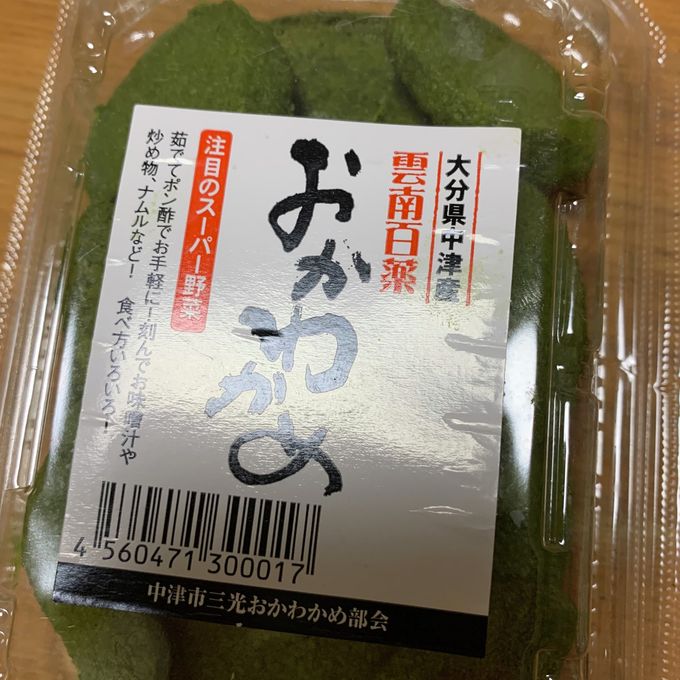 大分県中津産
雲南百薬
おかわかめ
注目のスーパー野菜
茹でてポン酢でお手軽に!刻んでお味噌汁や
炒め物、ナムルなど! 食べ方いろいろ!
4 560471 300017
中津市三光おかわかめ部会